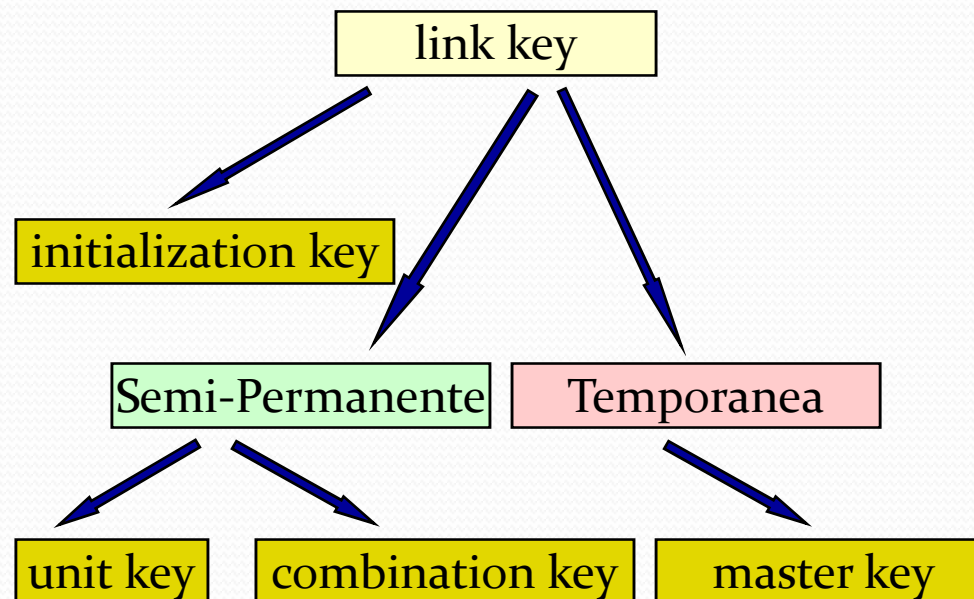 link key
initialization key
Semi-Permanente
Temporanea
unit key
combination key
master key